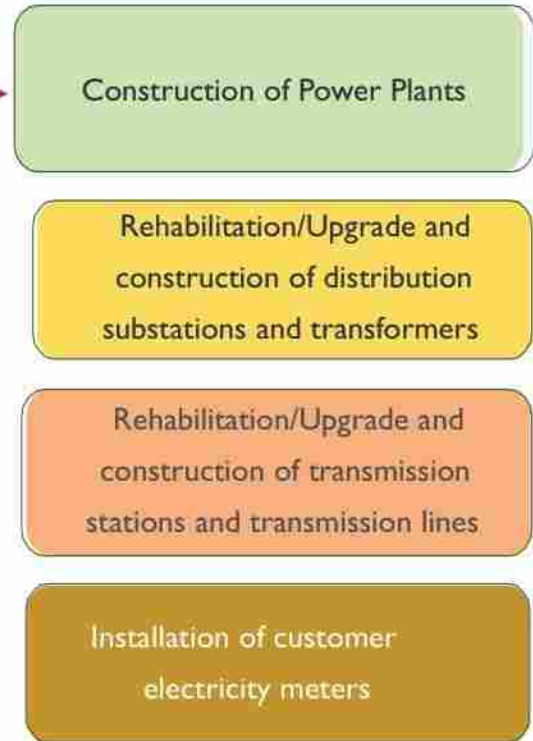 Construction of Power Plants
Rehabilitation/Upgrade and
construction of distribution
substations and transformers
Rehabilitation/Upgrade and
construction of transmission
stations and transmission lines
Installation of customer
electricity meters